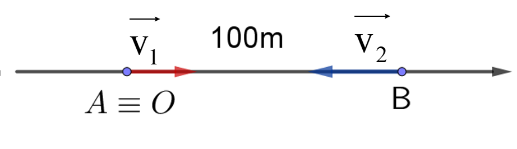 v₁ 100m v₂
A ≡ O B